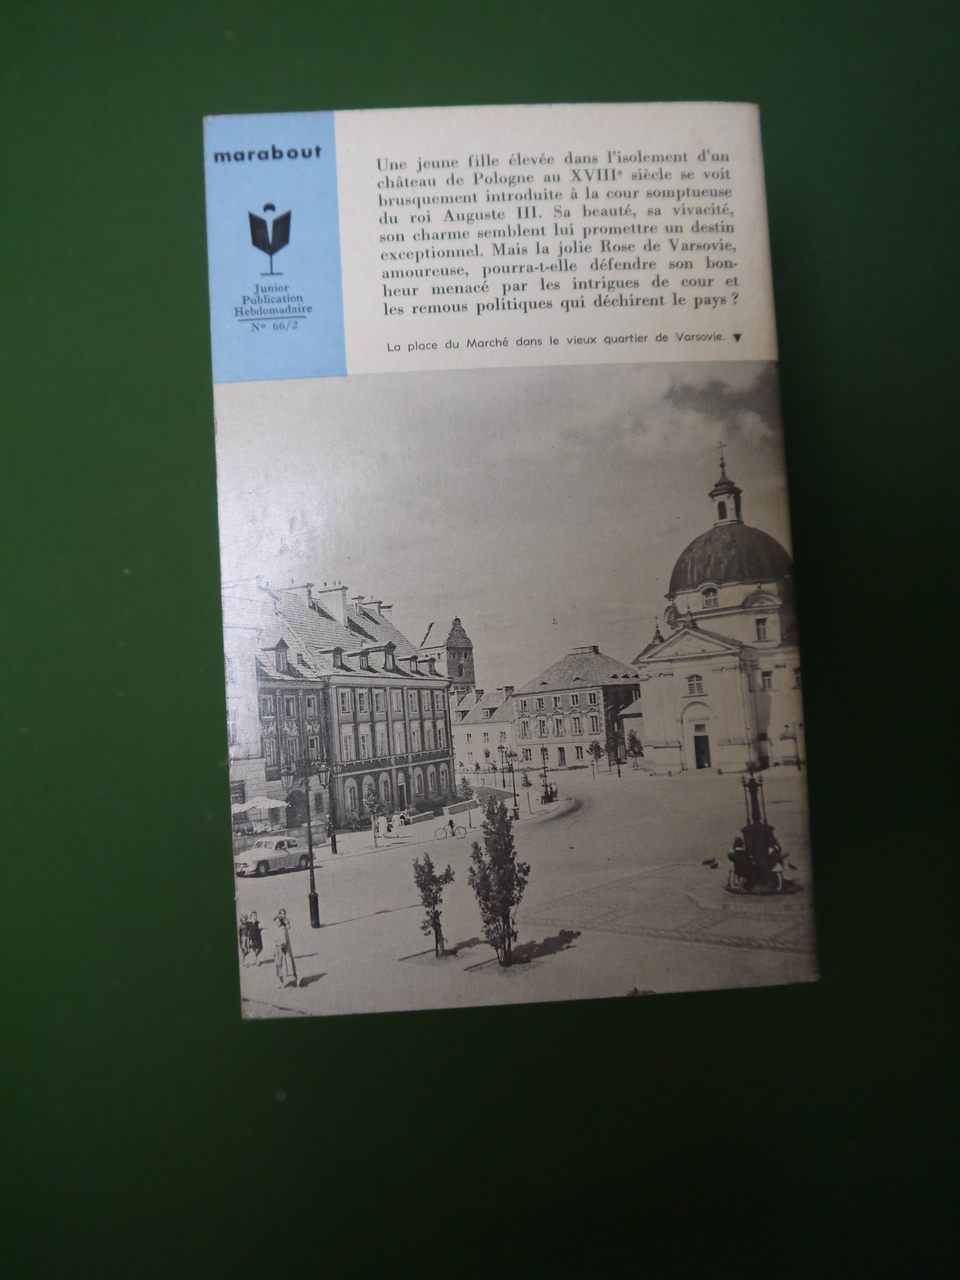 marabout
Junior
Publication
Hebdomadaire
N° 66/2
Une jeune fille élevée dans l'isolement d'un
château de Pologne au XVIIIe siècle se voit
brusquement introduite à la cour somptueuse
du roi Auguste III. Sa beauté, sa vivacité,
son charme semblent lui promettre un destin
exceptionnel. Mais la jolie Rose de Varsovie,
amoureuse, pourra-t-elle défendre son bon-
heur menacé par les intrigues de cour et
les remous politiques qui déchirent le pays ?
La place du Marché dans le vieux quartier de Varsovie. ▼